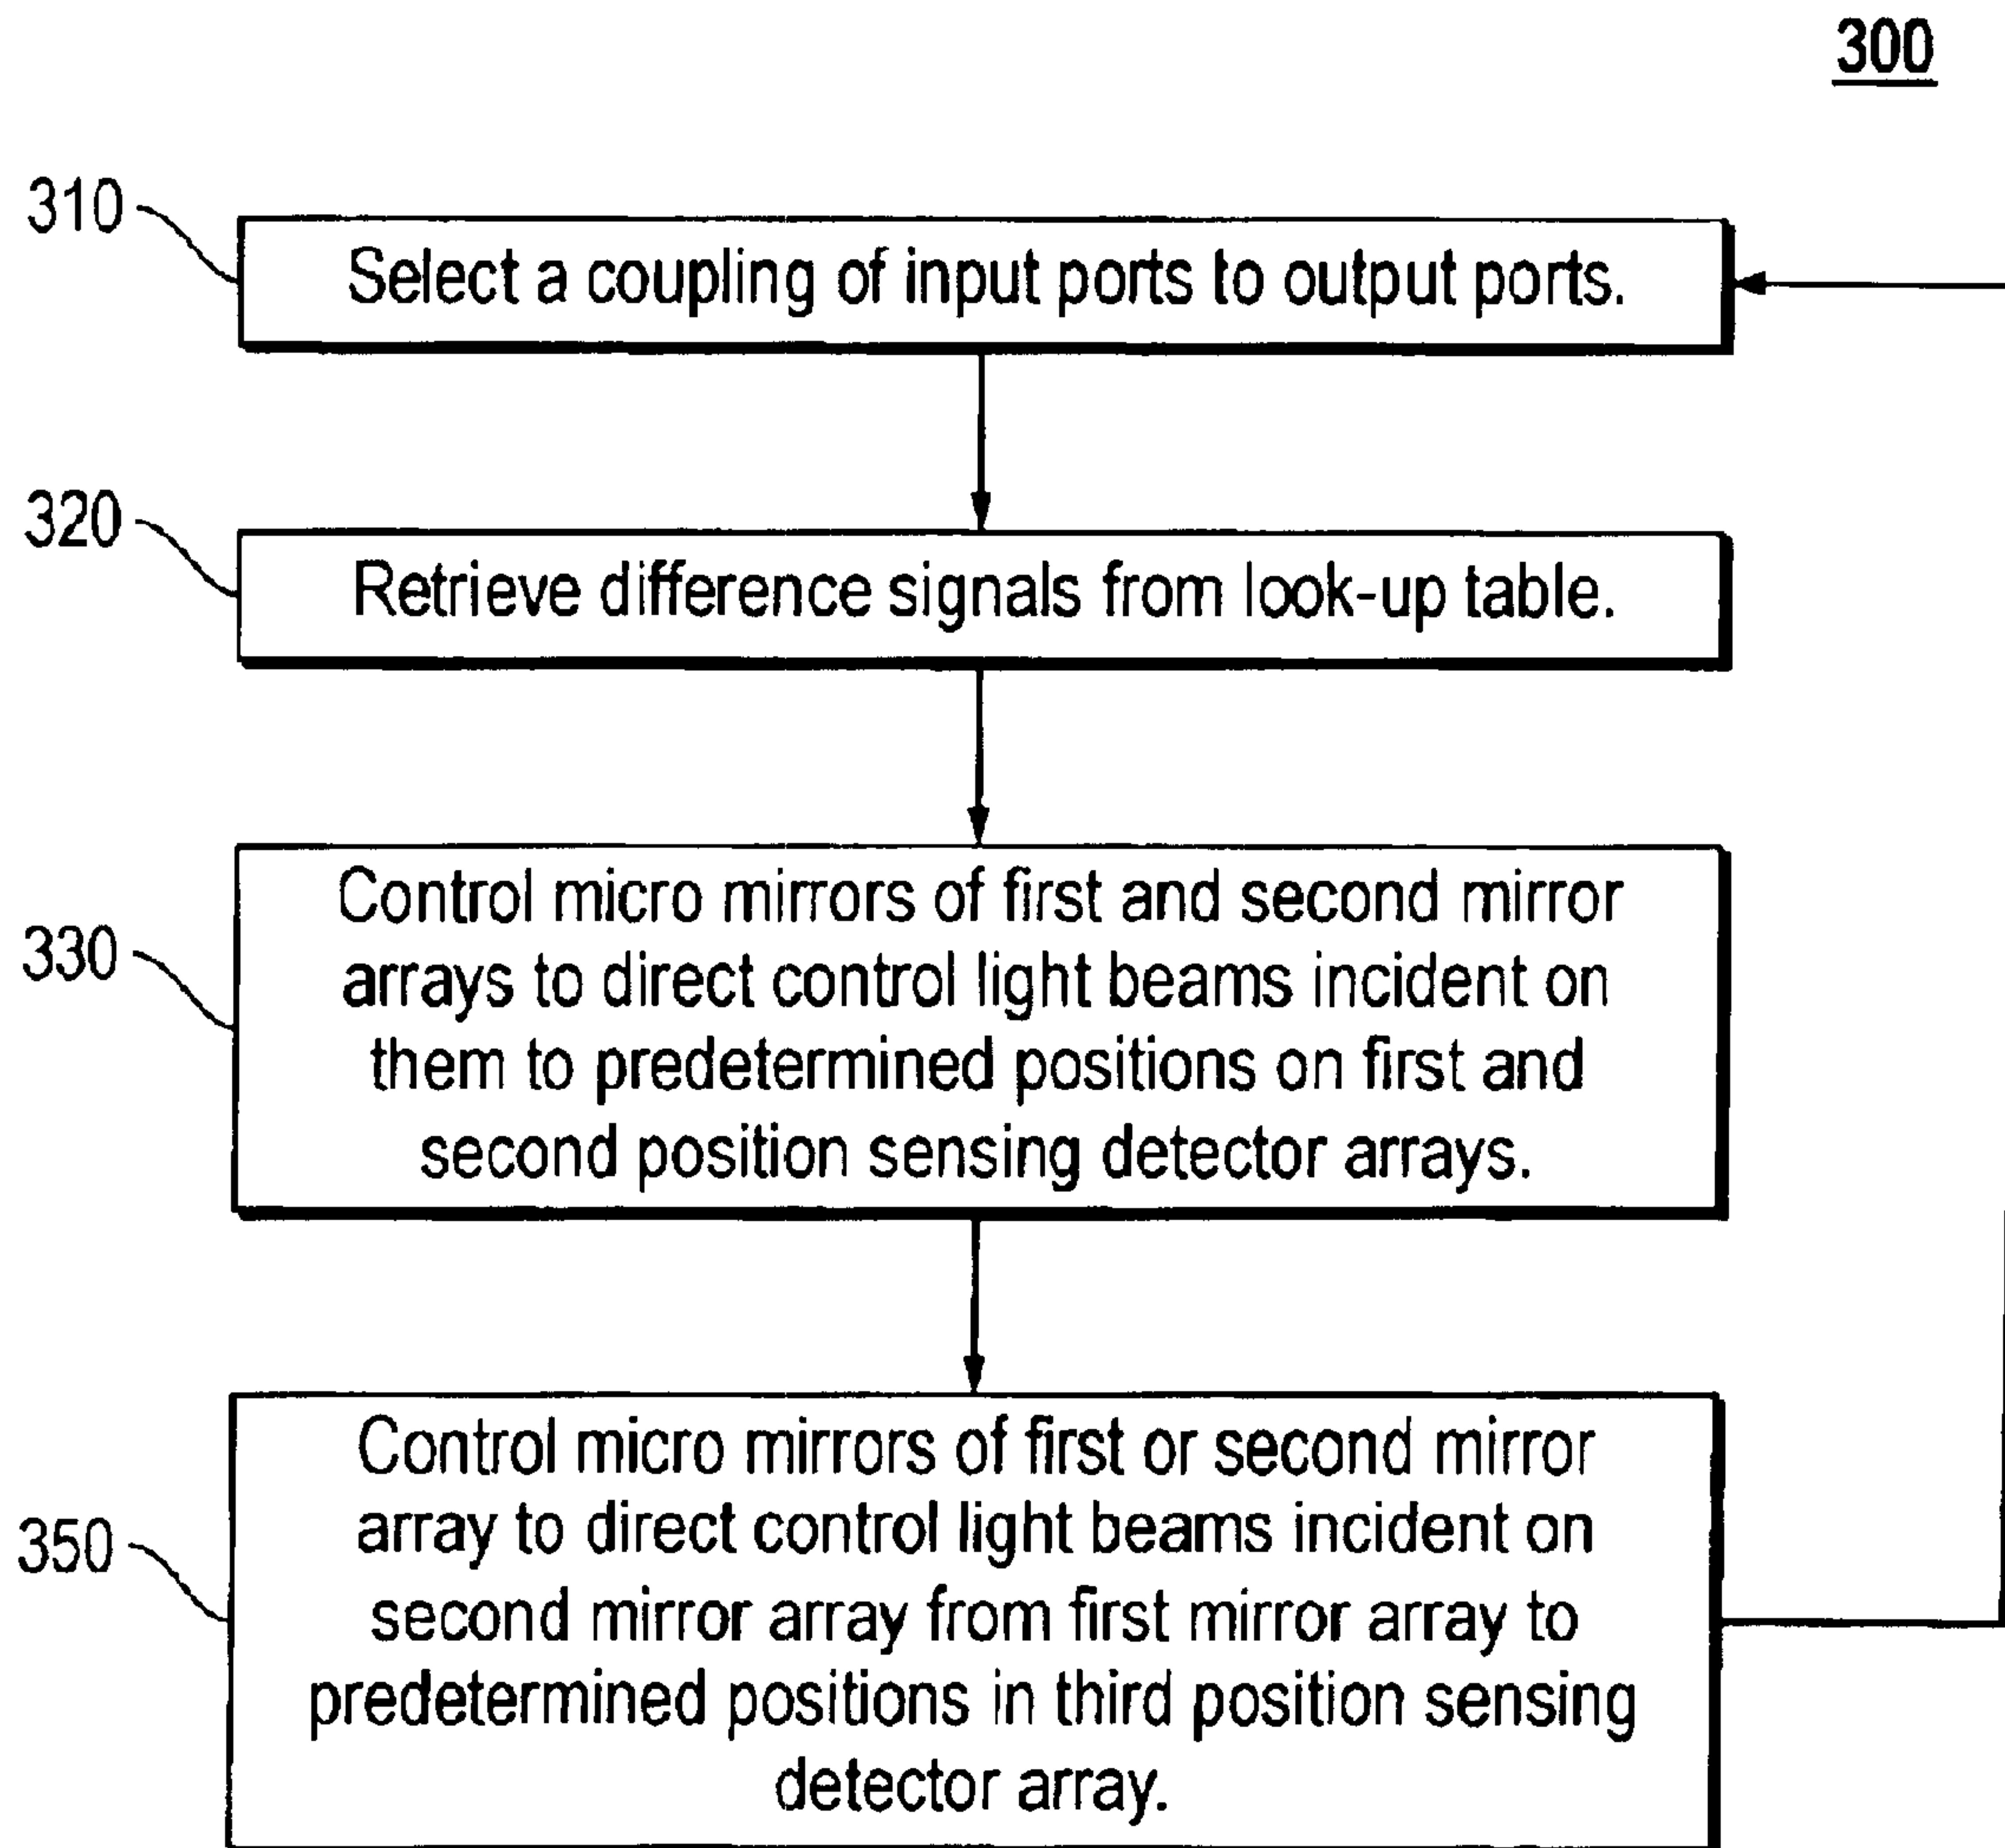 300
310
Select a coupling of input ports to output ports.
320
Retrieve difference signals from look-up table.
330
Control micro mirrors of first and second mirror
arrays to direct control light beams incident on
them to predetermined positions on first and
second position sensing detector arrays.
350
Control micro mirrors of first or second mirror
array to direct control light beams incident on
second mirror array from first mirror array to
predetermined positions in third position sensing
detector array.